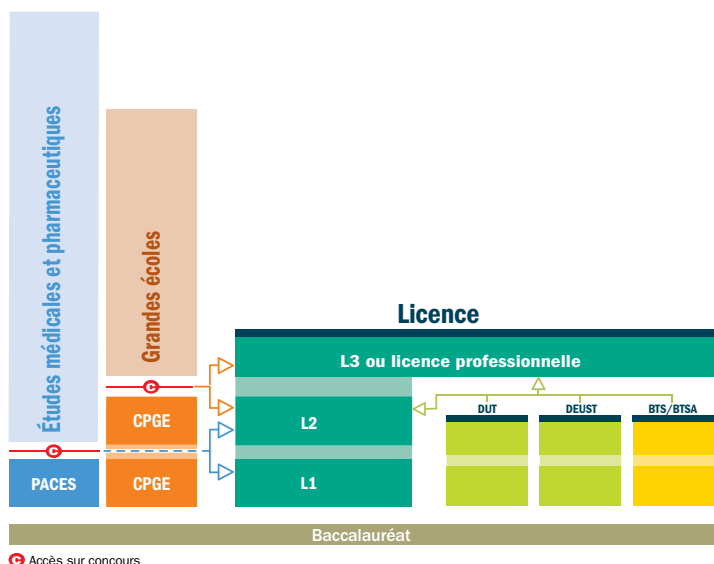 Études médicales et pharmaceutiques
Grandes écoles
Licence
L3 ou licence professionnelle
C
CPGE
L2
DUT
DEUST
BTS/BTSA
C
PACES
CPGE
L1
Baccalauréat
C Accès sur concours